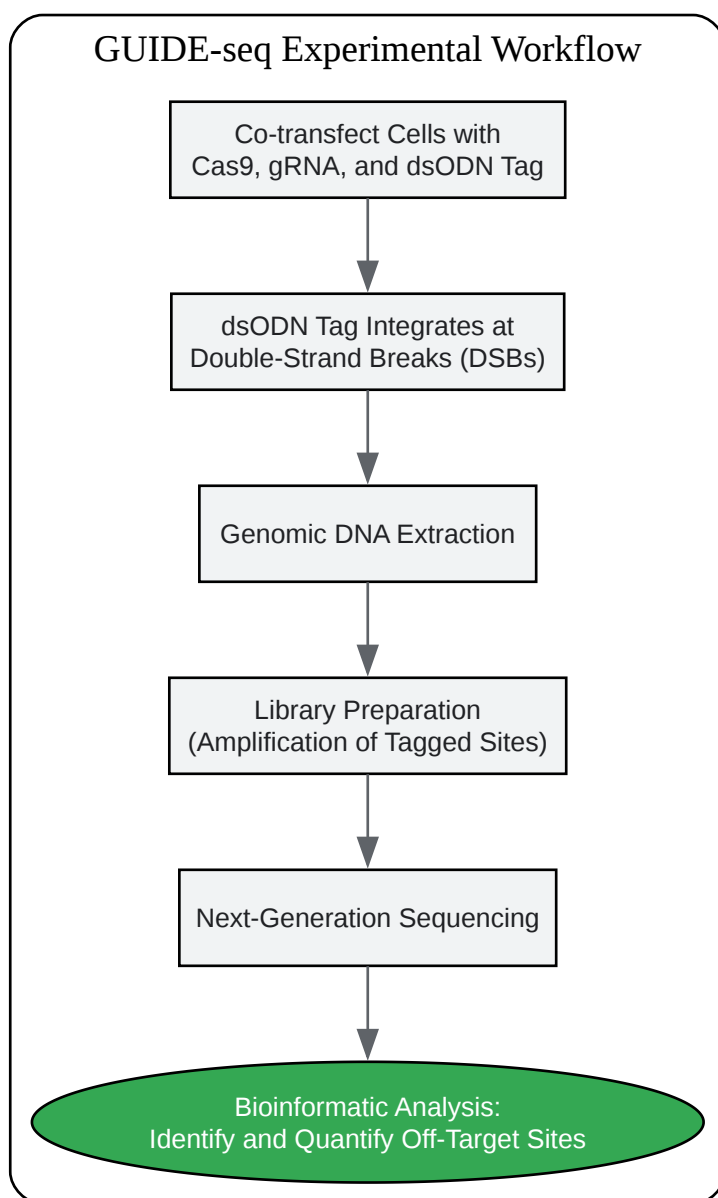 GUIDE-seq Experimental Workflow
Co-transfect Cells with
Cas9, gRNA, and dsODN Tag
dsODN Tag Integrates at
Double-Strand Breaks (DSBs)
Genomic DNA Extraction
Library Preparation
(Amplification of Tagged Sites)
Next-Generation Sequencing
Bioinformatic Analysis:
Identify and Quantify Off-Target Sites